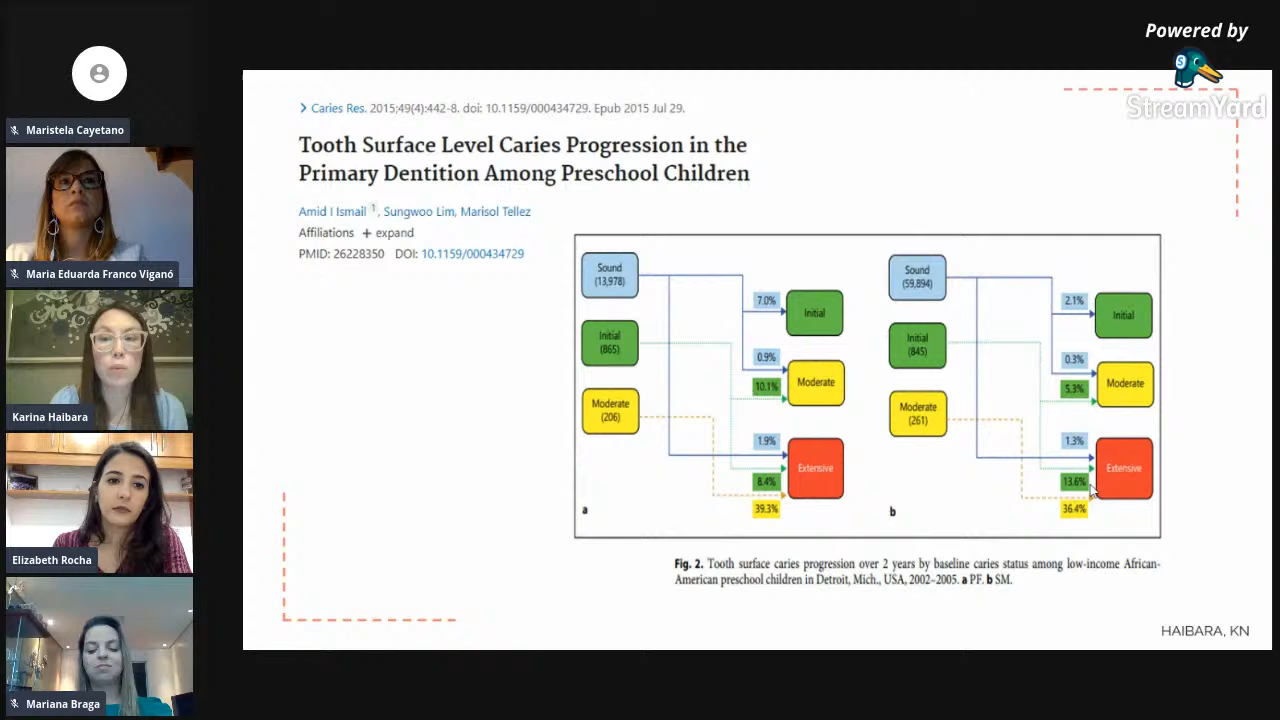 Powered by
S
StreamYard
Maristela Cayetano
Maria Eduarda Franco Viganó
Karina Haibara
Elizabeth Rocha
Mariana Braga
Caries Res. 2015;49(4):442-8. doi: 10.1159/000434729. Epub 2015 Jul 29.
Tooth Surface Level Caries Progression in the
Primary Dentition Among Preschool Children
Amid I Ismail 1, Sungwoo Lim, Marisol Tellez
Affiliations + expand
PMID: 26228350 DOI: 10.1159/000434729
Sound
(13,978)
Initial
(865)
Moderate
(206)
7.0%
0.9%
10.1%
1.9%
8.4%
39.3%
Initial
Moderate
Extensive
a
Sound
(59,894)
Initial
(845)
Moderate
(261)
2.1%
0.3%
5.3%
1.3%
13.6%
36.4%
Initial
Moderate
Extensive
b
Fig. 2. Tooth surface caries progression over 2 years by baseline caries status among low-income African-
American preschool children in Detroit, Mich., USA, 2002–2005. a PF. b SM.
HAIBARA, KN